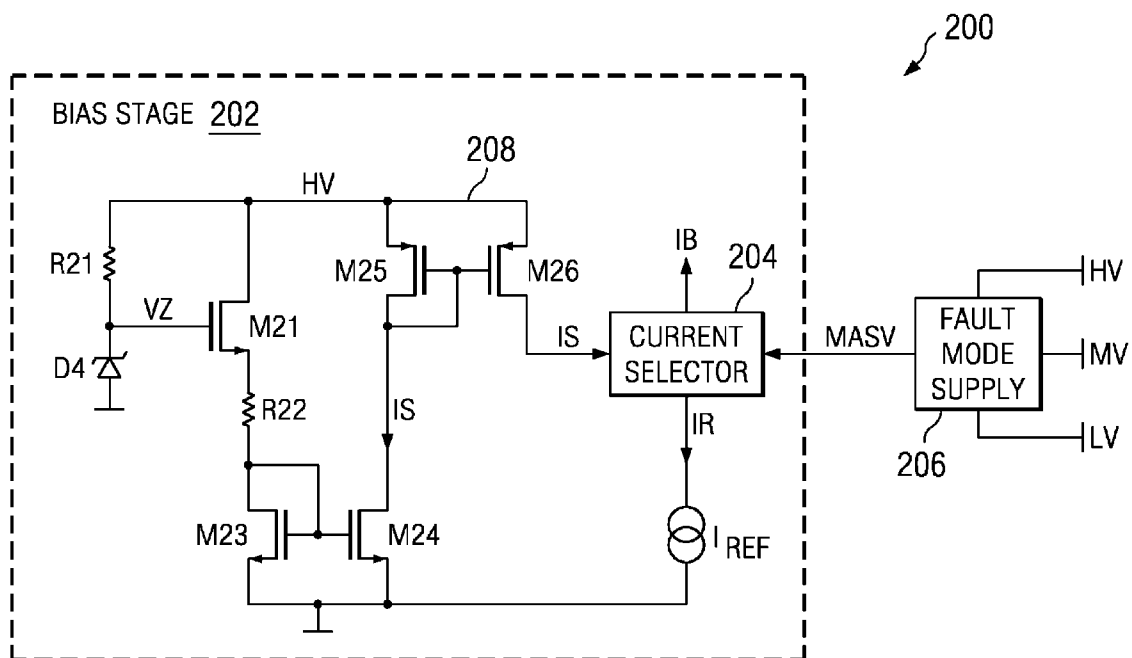 200
BIAS STAGE 202
HV
208
R21
VZ
M21
M25
M26
IB
204
D4
R22
IS
IS
CURRENT SELECTOR
MASV
FAULT MODE SUPPLY
HV
MV
LV
206
IR
M23
M24
I REF